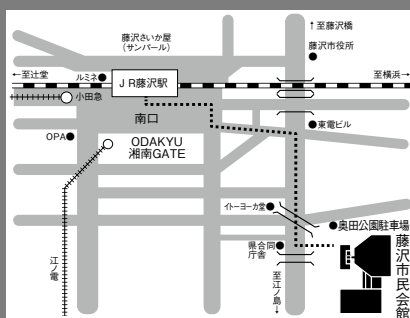 藤沢さいか屋
(サンパール)
↑至藤沢橋
藤沢市役所
←至辻堂
ルミネ
JR藤沢駅
至横浜→
小田急
南口
東電ビル
OPA
ODAKYU
湘南GATE
イトーヨーカ堂
奥田公園駐車場
県合同
庁舎
江ノ電
至江ノ島→
藤沢市民会館